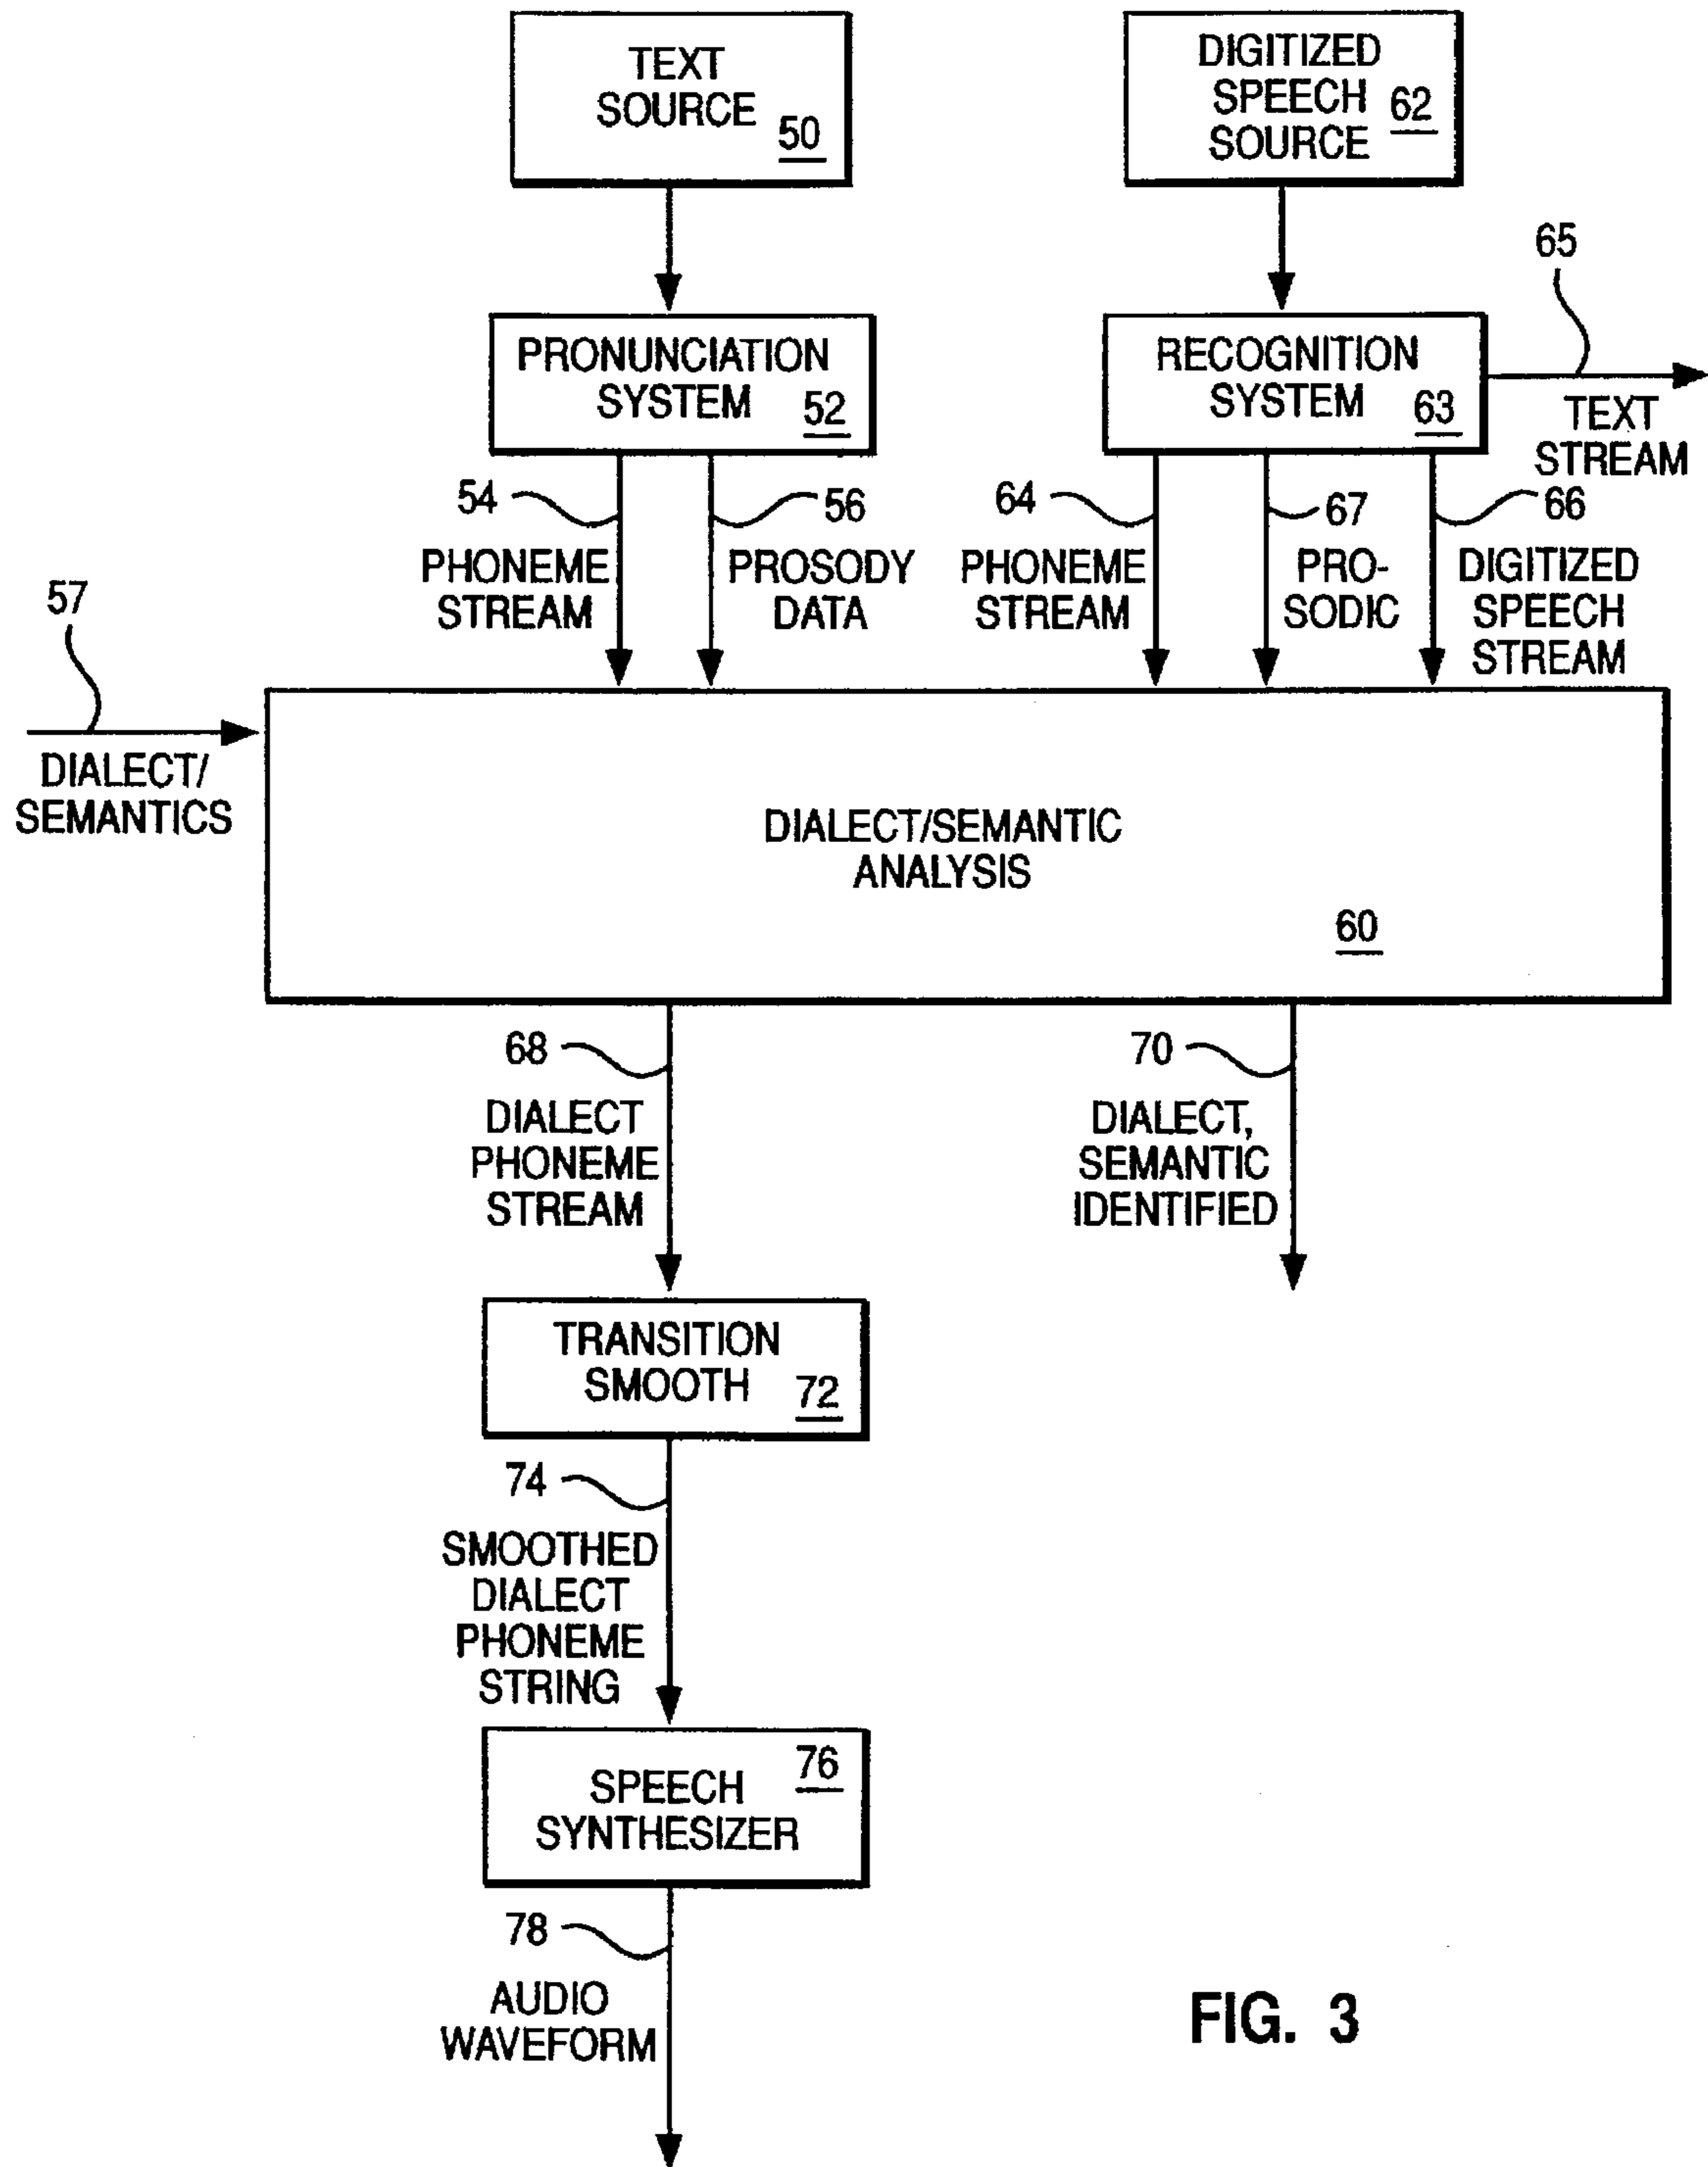 TEXT
SOURCE
50
DIGITIZED
SPEECH
SOURCE
62
PRONUNCIATION
SYSTEM
52
RECOGNITION
SYSTEM
63
65
TEXT
STREAM
54
PHONEME
STREAM
56
PROSODY
DATA
64
PHONEME
STREAM
67
PRO-
SODIC
66
DIGITIZED
SPEECH
STREAM
57
DIALECT/
SEMANTICS
DIALECT/SEMANTIC
ANALYSIS
60
68
DIALECT
PHONEME
STREAM
70
DIALECT,
SEMANTIC
IDENTIFIED
TRANSITION
SMOOTH
72
74
SMOOTHED
DIALECT
PHONEME
STRING
76
SPEECH
SYNTHESIZER
78
AUDIO
WAVEFORM
FIG. 3